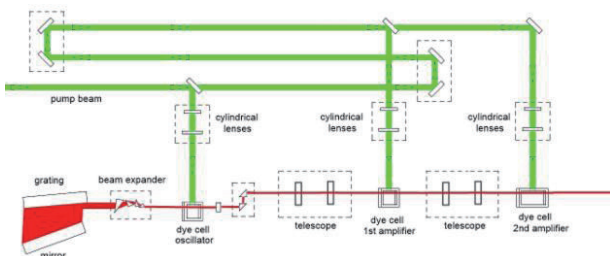 pump beam
cylindrical
lenses
cylindrical
lenses
cylindrical
lenses
grating
beam expander
mirror
dye cell
oscillator
telescope
dye cell
1st amplifier
telescope
dye cell
2nd amplifier